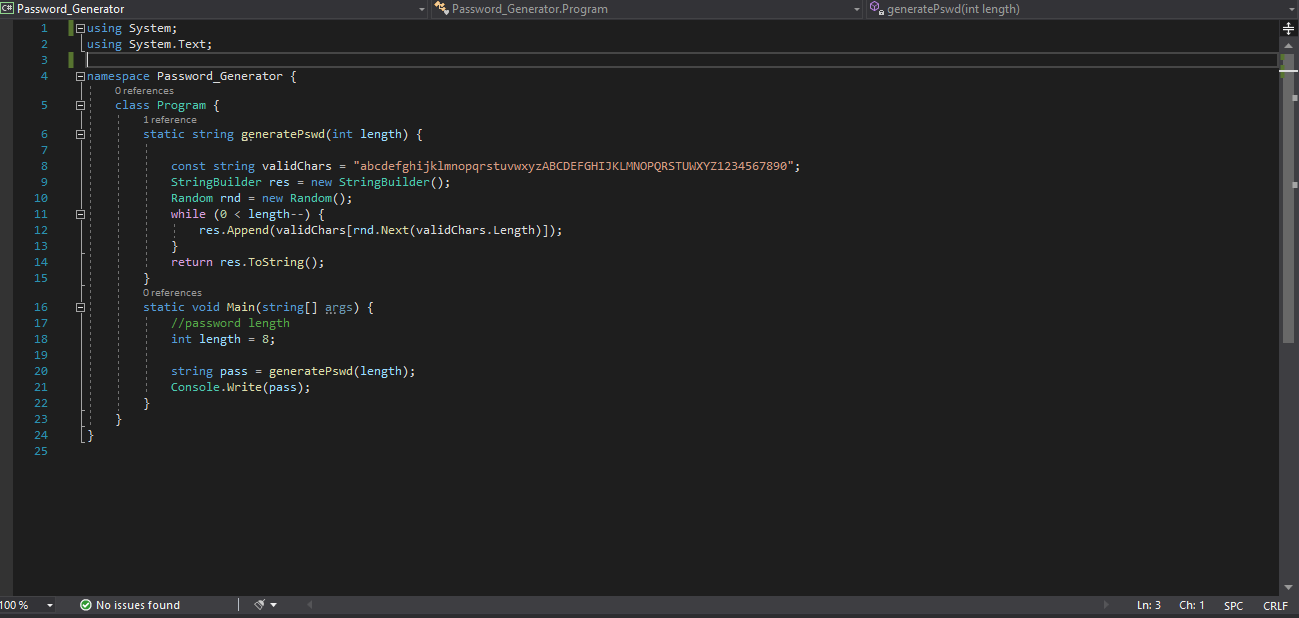 C# Password_Generator Password_Generator.Program generatePswd(int length)
1 using System;
2 using System.Text;
3
4 namespace Password_Generator {
0 references
5 class Program {
1 reference
6 static string generatePswd(int length) {
7
8 const string validChars = "abcdefghijklmnopqrstuvwxyzABCDEFGHIJKLMNOPQRSTUWXYZ1234567890";
9 StringBuilder res = new StringBuilder();
10 Random rnd = new Random();
11 while (0 < length--) {
12 res.Append(validChars[rnd.Next(validChars.Length)]);
13 }
14 return res.ToString();
15 }
0 references
16 static void Main(string[] args) {
17 //password length
18 int length = 8;
19
20 string pass = generatePswd(length);
21 Console.Write(pass);
22 }
23 }
24 }
25
100 % No issues found Ln: 3 Ch: 1 SPC CRLF